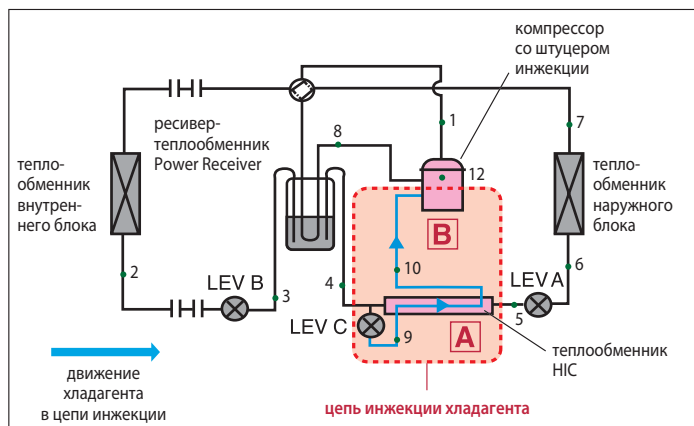 компрессор
со штуцером
инжекции
1
7
8
ресивер-
теплообменник
Power Receiver
тепло-
обменник
внутрен-
него блока
12
тепло-
обменник
наружного
блока
B
2
10
6
LEV B
3
4
LEV A
5
LEV C
9
A
теплообменник
HIC
движение
хладагента
в цепи инжекции
цепь инжекции хладагента